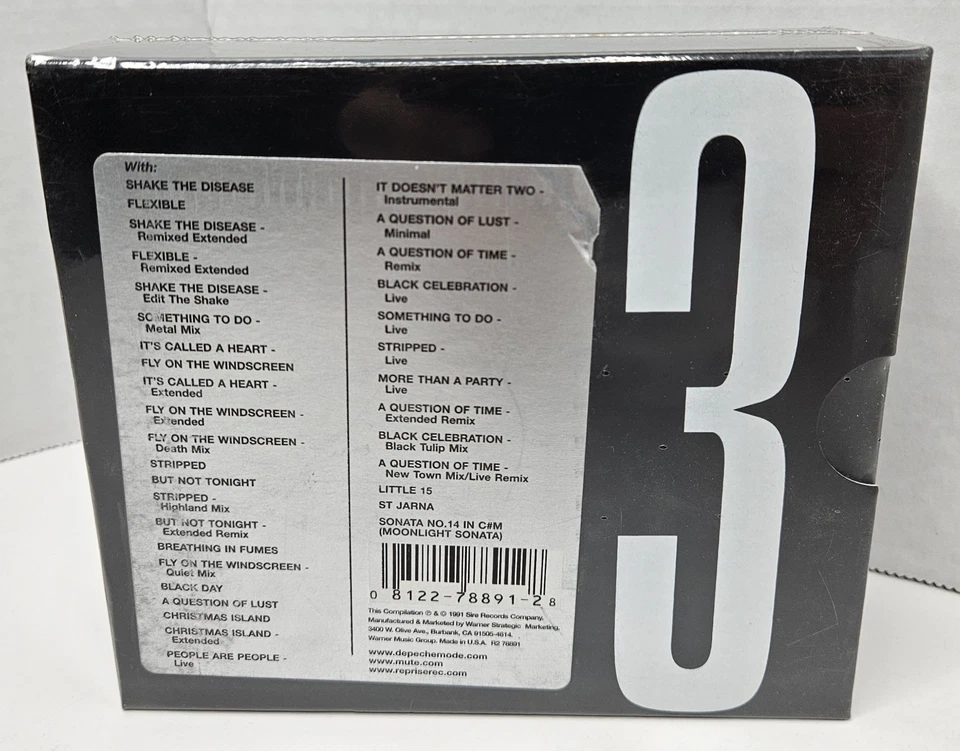 With:
SHAKE THE DISEASE
FLEXIBLE
SHAKE THE DISEASE -
Remixed Extended
FLEXIBLE -
Remixed Extended
SHAKE THE DISEASE -
Edit The Shake
SOMETHING TO DO -
Metal Mix
IT'S CALLED A HEART -
FLY ON THE WINDSCREEN
IT'S CALLED A HEART -
Extended
FLY ON THE WINDSCREEN -
Extended
FLY ON THE WINDSCREEN -
Death Mix
STRIPPED
BUT NOT TONIGHT
STRIPPED -
Highland Mix
BUT NOT TONIGHT -
Extended Remix
BREATHING IN FUMES
FLY ON THE WINDSCREEN -
Quiet Mix
BLACK DAY
A QUESTION OF LUST
CHRISTMAS ISLAND
CHRISTMAS ISLAND -
Extended
PEOPLE ARE PEOPLE -
Live
IT DOESN'T MATTER TWO -
Instrumental
A QUESTION OF LUST -
Minimal
A QUESTION OF TIME -
Remix
BLACK CELEBRATION -
Live
SOMETHING TO DO -
Live
STRIPPED -
Live
MORE THAN A PARTY -
Live
A QUESTION OF TIME -
Extended Remix
BLACK CELEBRATION -
Black Tulip Mix
A QUESTION OF TIME -
New Town Mix/Live Remix
LITTLE 15
ST JARNA
SONATA NO.14 IN C#M
(MOONLIGHT SONATA)
0 8122-78891-2 8
This Compilation ℗ & © 1991 Sire Records Company.
Manufactured & Marketed by Warner Strategic Marketing,
3400 W. Olive Ave., Burbank, CA 91505-4614.
Warner Music Group. Made in U.S.A. R2 78891
www.depechemode.com
www.mute.com
www.repriserec.com
3